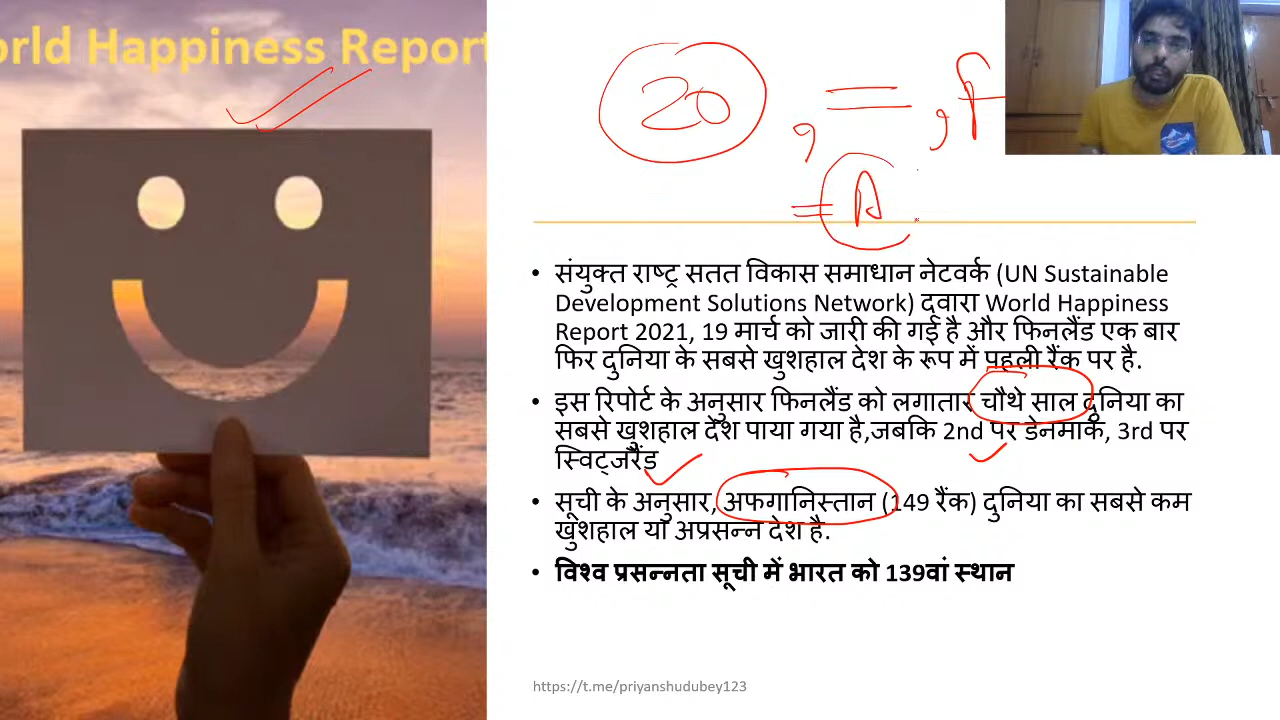 orld Happiness Report
20 , = , F
= A
• संयुक्त राष्ट्र सतत विकास समाधान नेटवर्क (UN Sustainable
Development Solutions Network) दवारा World Happiness
Report 2021, 19 मार्च को जारी की गई है और फिनलैंड एक बार
फिर दुनिया के सबसे खुशहाल देश के रूप में पहली रैंक पर है.
• इस रिपोर्ट के अनुसार फिनलैंड को लगातार चौथे साल दुनिया का
सबसे खुशहाल देश पाया गया है,जबकि 2nd पर डेनमार्क, 3rd पर
स्विट्जरैंड
• सूची के अनुसार, अफगानिस्तान (149 रैंक) दुनिया का सबसे कम
खुशहाल या अप्रसन्न देश है.
• विश्व प्रसन्नता सूची में भारत को 139वां स्थान
https://t.me/priyanshudubey123